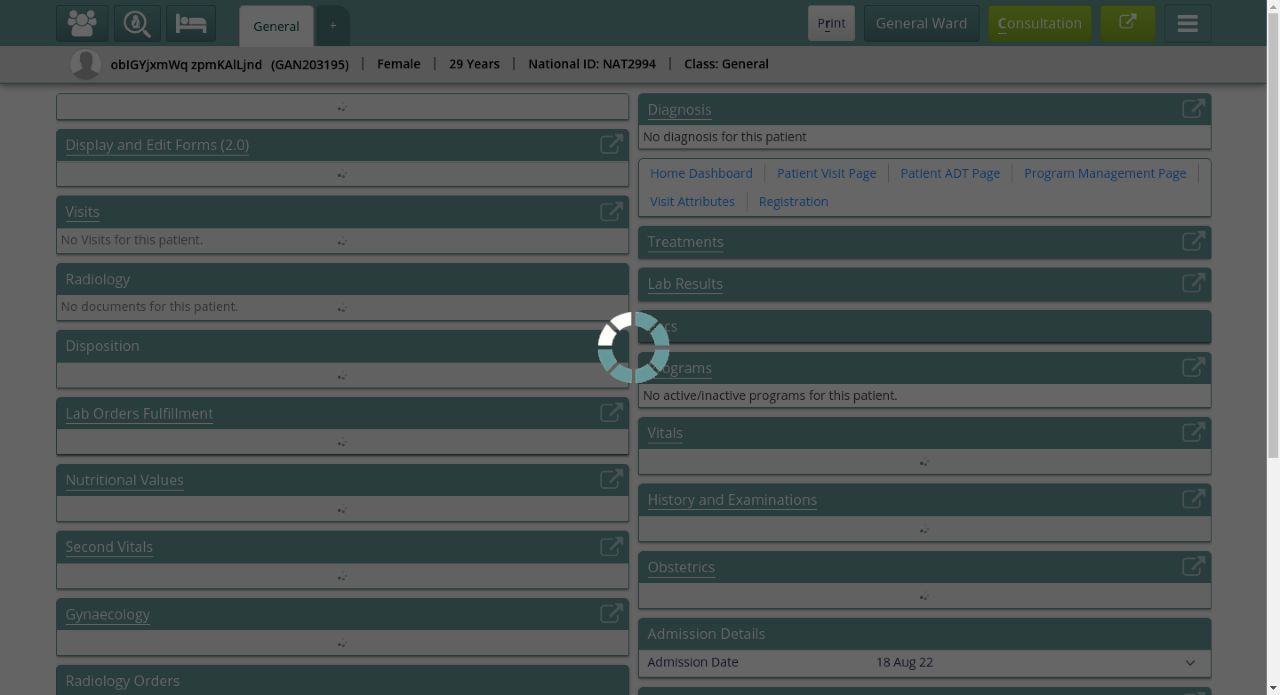 General
+
Print
General Ward
Consultation
obIGYjxmWq zpmKAlLjnd (GAN203195) | Female | 29 Years | National ID: NAT2994 | Class: General
Display and Edit Forms (2.0)
Visits
No Visits for this patient.
Radiology
No documents for this patient.
Disposition
Lab Orders Fulfillment
Nutritional Values
Second Vitals
Gynaecology
Radiology Orders
Diagnosis
No diagnosis for this patient
Home Dashboard | Patient Visit Page | Patient ADT Page | Program Management Page |
Visit Attributes | Registration
Treatments
Lab Results
Programs
No active/inactive programs for this patient.
Vitals
History and Examinations
Obstetrics
Admission Details
Admission Date 18 Aug 22